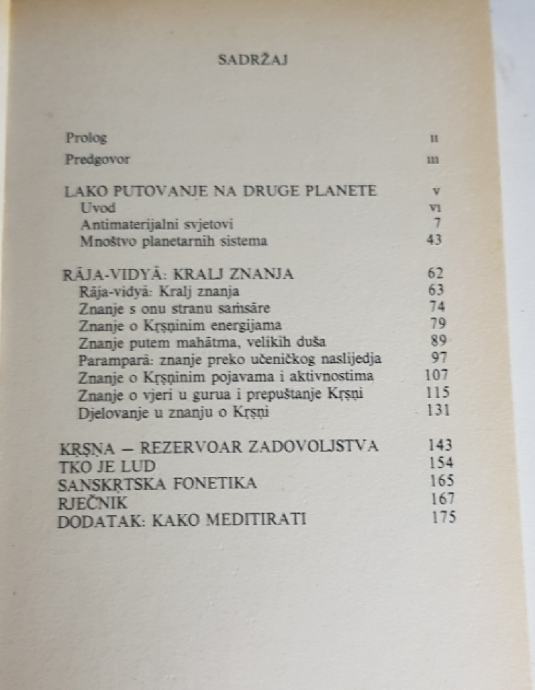 SADRŽAJ
Prolog II
Predgovor III
LAKO PUTOVANJE NA DRUGE PLANETE V
Uvod VI
Antimaterijalni svjetovi 7
Mnoštvo planetarnih sistema 43
RĀJA-VIDYĀ: KRALJ ZNANJA 62
Rāja-vidyā: Kralj znanja 63
Znanje s onu stranu saṁsāre 74
Znanje o Kṛṣṇinim energijama 79
Znanje putem mahātma, velikih duša 89
Paramparā: znanje preko učeničkog naslijedja 97
Znanje o Kṛṣṇinim pojavama i aktivnostima 107
Znanje o vjeri u gurua i prepuštanje Kṛṣṇi 115
Djelovanje u znanju o Kṛṣṇi 131
KṚṢṆA — REZERVOAR ZADOVOLJSTVA 143
TKO JE LUD 154
SANSKṚTSKA FONETIKA 165
RJEČNIK 167
DODATAK: KAKO MEDITIRATI 175